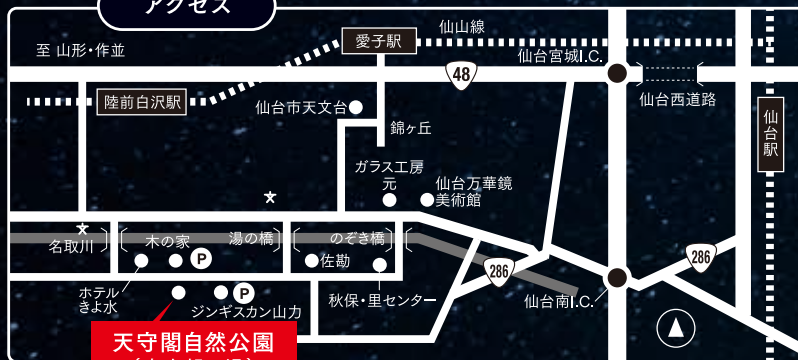 アクセス
仙山線
愛子駅
至 山形・作並
仙台宮城I.C.
48
陸前白沢駅
仙台市天文台
仙台西道路
錦ヶ丘
仙台駅
ガラス工房
元
仙台万華鏡
美術館
名取川
木の家
湯の橋
のぞき橋
P
佐勘
286
286
ホテル
きよ水
P
ジンギスカン山力
秋保・里センター
仙台南I.C.
天守閣自然公園